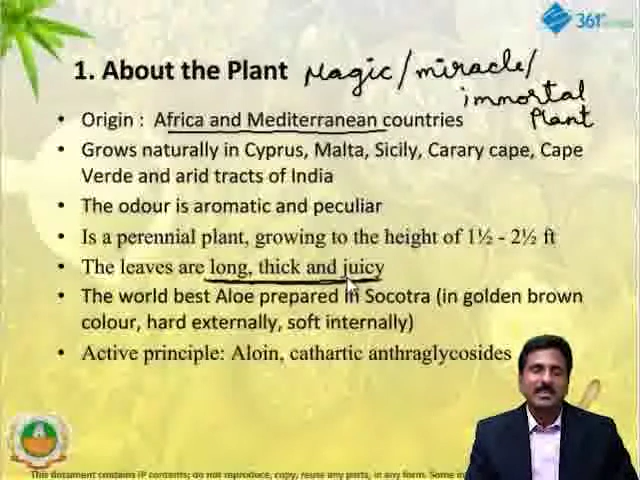 361°
1. About the Plant Magic/miracle/
immortal
plant
• Origin : Africa and Mediterranean countries
• Grows naturally in Cyprus, Malta, Sicily, Carary cape, Cape
Verde and arid tracts of India
• The odour is aromatic and peculiar
• Is a perennial plant, growing to the height of 1½ - 2½ ft
• The leaves are long, thick and juicy
• The world best Aloe prepared in Socotra (in golden brown
colour, hard externally, soft internally)
• Active principle: Aloin, cathartic anthraglycosides
This document contains IP contents; do not reproduce, copy, reuse any parts, in any form. Some